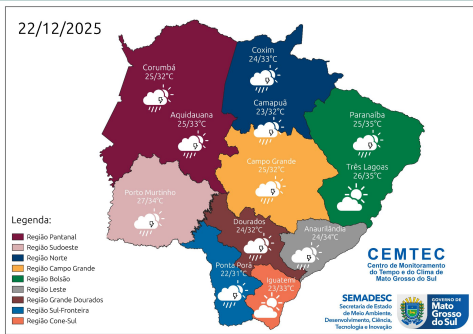 22/12/2025
Coxim
24/33°C
Corumbá
25/32°C
Camapuã
23/32°C
Aquidauana
25/33°C
Paranaíba
25/35°C
Campo Grande
25/32°C
Três Lagoas
26/35°C
Porto Murtinho
27/34°C
Dourados
24/32°C
Anaurilândia
24/34°C
Ponta Porã
22/31°C
Iguatemi
23/33°C
Legenda:
Região Pantanal
Região Sudoeste
Região Norte
Região Campo Grande
Região Bolsão
Região Leste
Região Grande Dourados
Região Sul-Fronteira
Região Cone-Sul
CEMTEC
Centro de Monitoramento
do Tempo e do Clima de
Mato Grosso do Sul
SEMADESC
Secretaria de Estado
de Meio Ambiente,
Desenvolvimento, Ciência,
Tecnologia e Inovação
GOVERNO DE
Mato
Grosso
do Sul